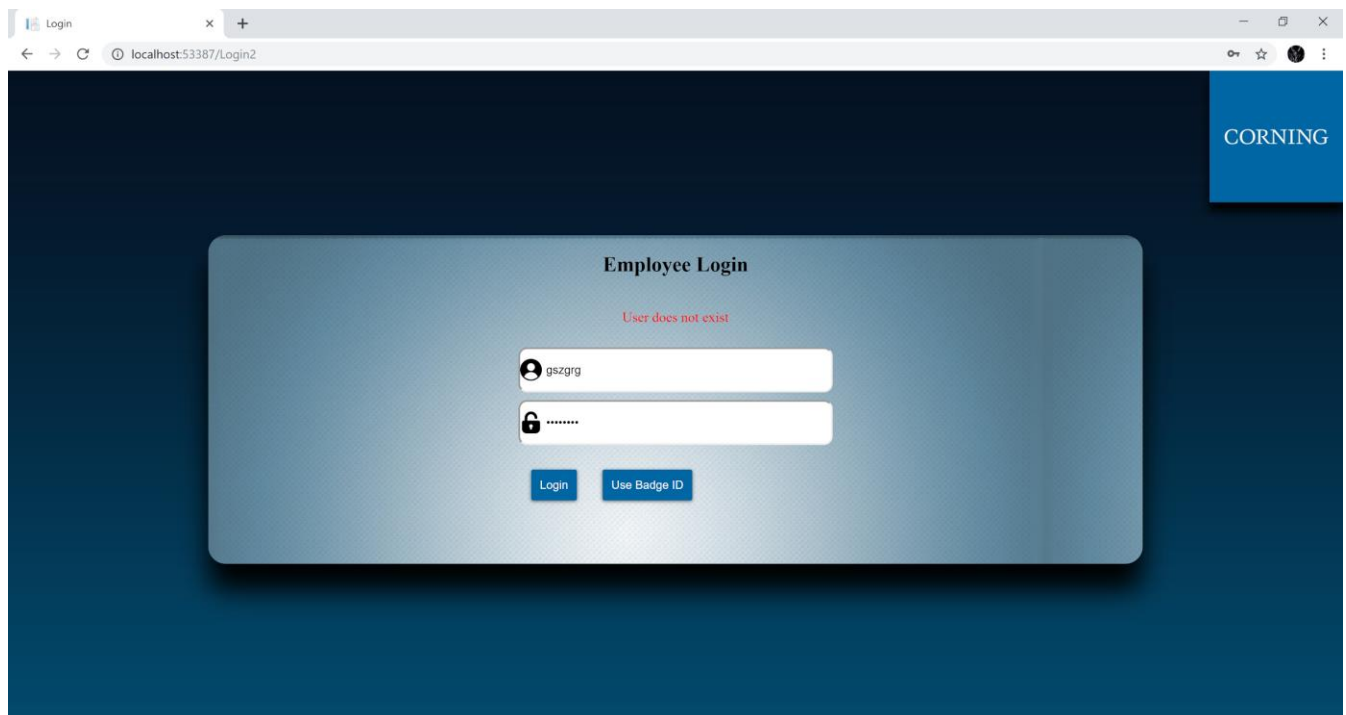 Login
localhost:53387/Login2
CORNING
Employee Login
User does not exist
gszgrg
••••••••
Login Use Badge ID